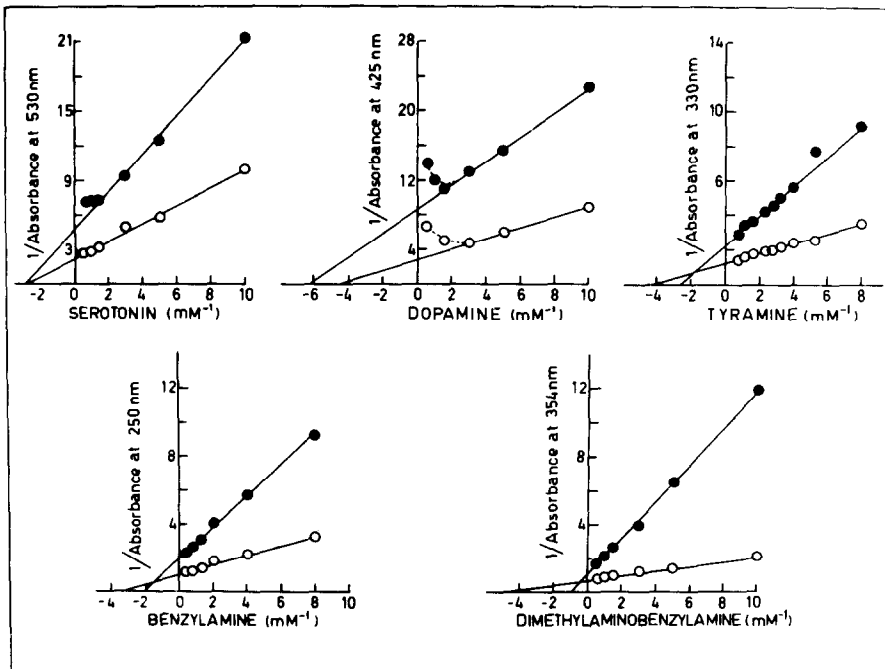 1/Absorbance at 530nm
21
15
9
3
-2 0 2 4 6 8 10
SEROTONIN (mM⁻¹)
1/Absorbance at 425 nm
28
20
12
4
-6 -4 -2 0 2 4 6 8 10
DOPAMINE (mM⁻¹)
1/Absorbance at 330 nm
14
10
6
2
-4 -2 0 2 4 6 8
TYRAMINE (mM⁻¹)
1/Absorbance at 250 nm
12
8
4
-4 -2 0 2 4 6 8 10
BENZYLAMINE (mM⁻¹)
1/Absorbance at 354nm
12
8
4
-4 -2 0 2 4 6 8 10
DIMETHYLAMINOBENZYLAMINE (mM⁻¹)